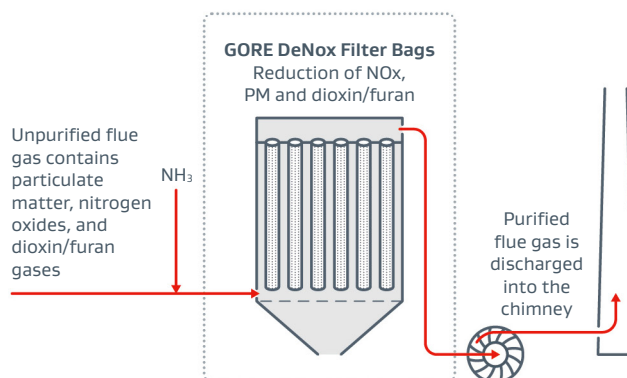 GORE DeNox Filter Bags
Reduction of NOx,
PM and dioxin/furan
Unpurified flue
gas contains
particulate
matter, nitrogen
oxides, and
dioxin/furan
gases
NH₃
Purified
flue gas is
discharged
into the
chimney